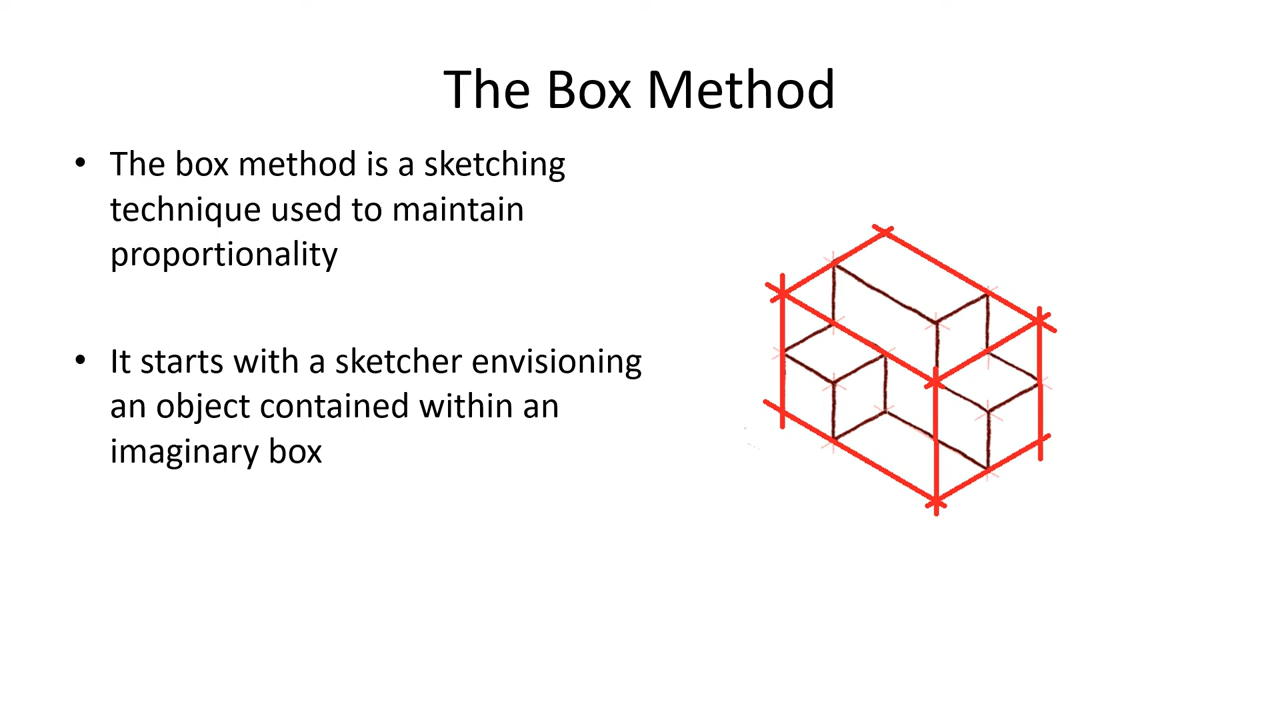 The Box Method
• The box method is a sketching
technique used to maintain
proportionality
• It starts with a sketcher envisioning
an object contained within an
imaginary box